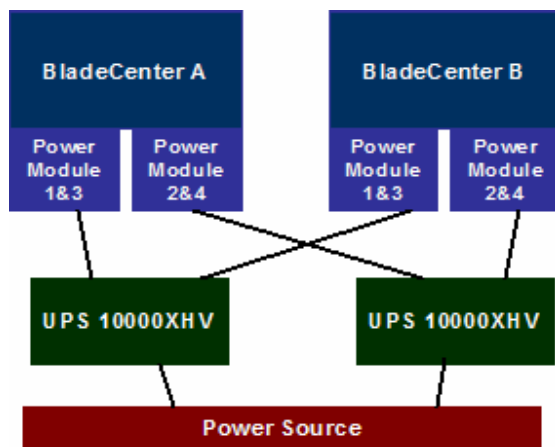 BladeCenter A
BladeCenter B
Power
Module
1&3
Power
Module
2&4
Power
Module
1&3
Power
Module
2&4
UPS 10000XHV
UPS 10000XHV
Power Source